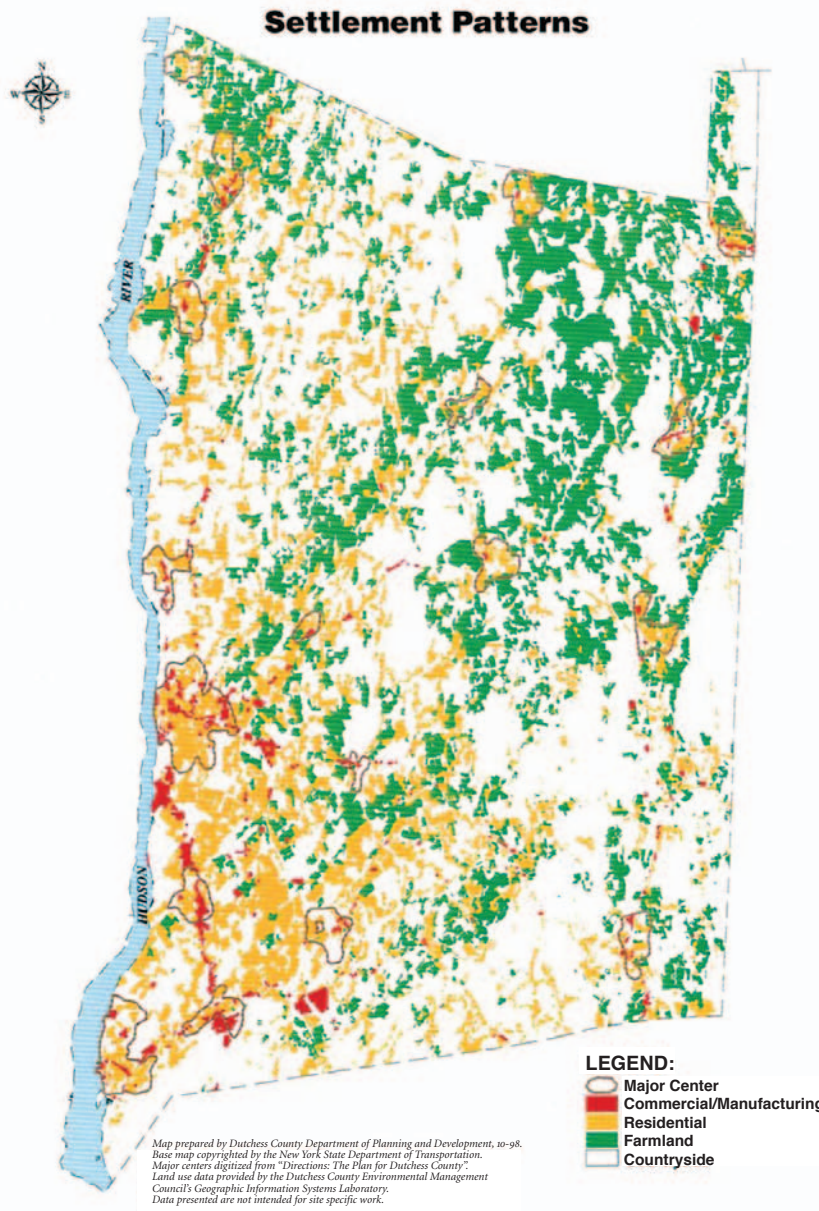 Settlement Patterns
N
W E
S
RIVER
HUDSON
LEGEND:
Major Center
Commercial/Manufacturing
Residential
Farmland
Countryside
Map prepared by Dutchess County Department of Planning and Development, 10-98.
Base map copyrighted by the New York State Department of Transportation.
Major centers digitized from "Directions: The Plan for Dutchess County".
Land use data provided by the Dutchess County Environmental Management
Council's Geographic Information Systems Laboratory.
Data presented are not intended for site specific work.